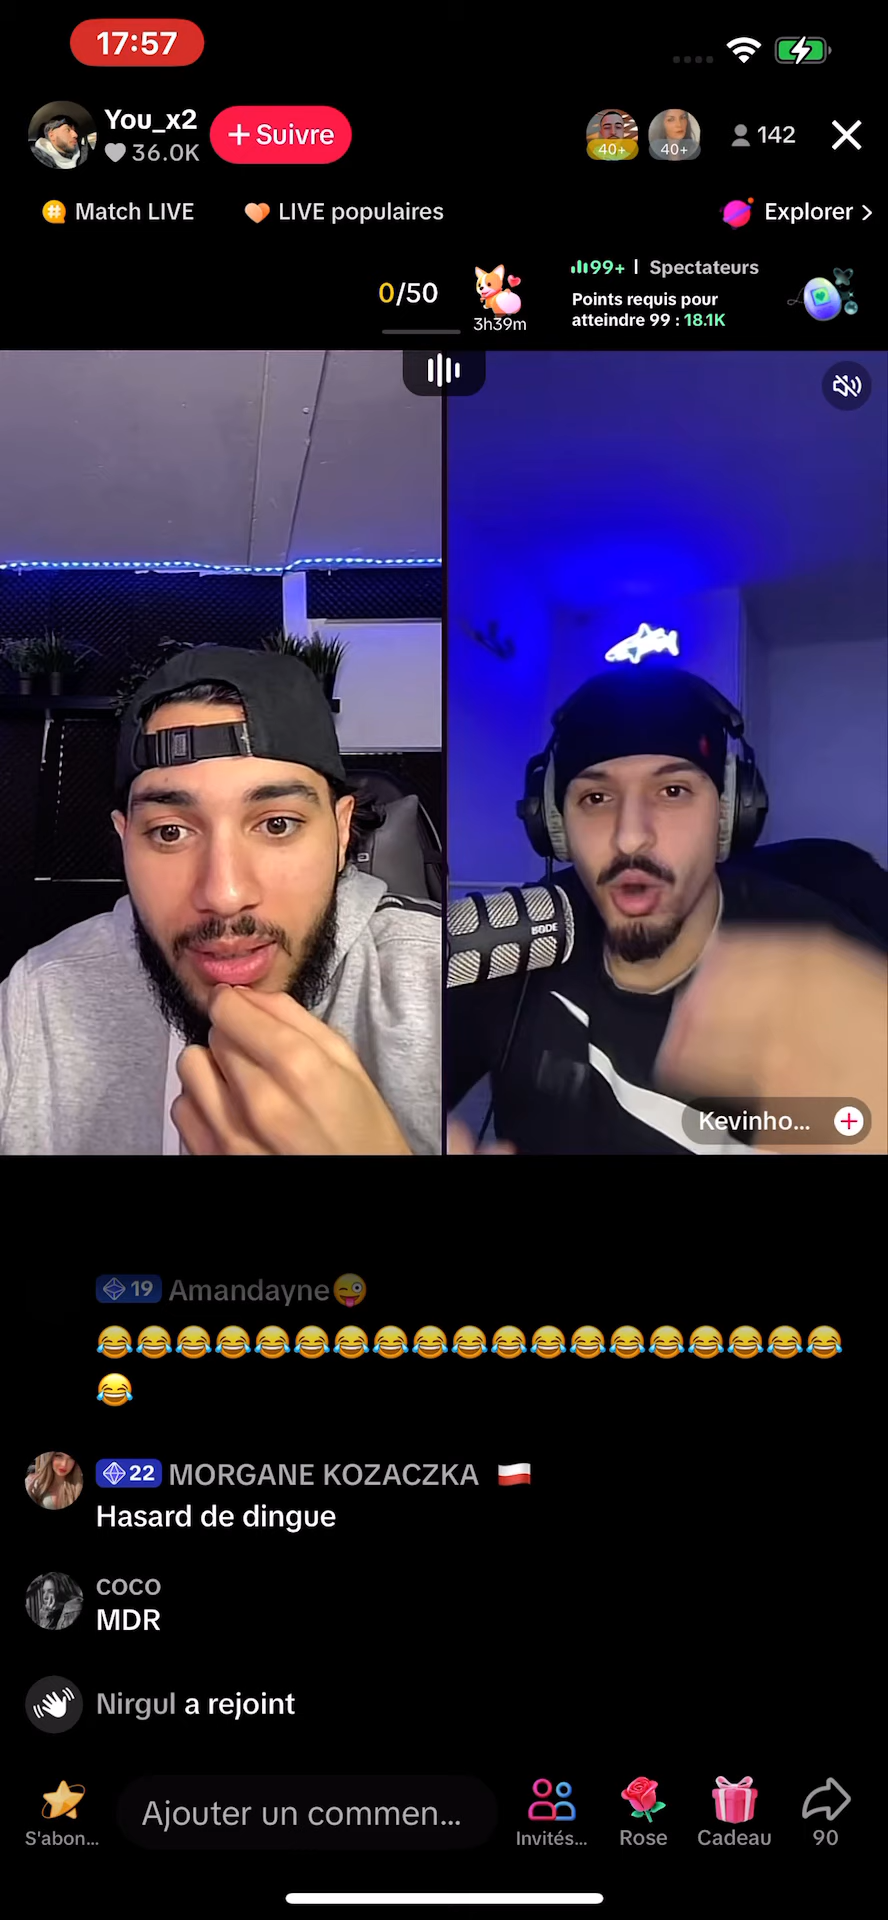 17:57
You_x2
+ Suivre
36.0K
40+
40+
142
Match LIVE
LIVE populaires
Explorer >
0/50
3h39m
99+ | Spectateurs
Points requis pour
atteindre 99 : 18.1K
RODE
Kevinho...
19 Amandayne😜
😂😂😂😂😂😂😂😂😂😂😂😂😂😂😂😂😂😂😂
😂
22 MORGANE KOZACZKA 🇵🇱
Hasard de dingue
coco
MDR
Nirgul a rejoint
S'abon...
Ajouter un commen...
Invités...
Rose
Cadeau
90